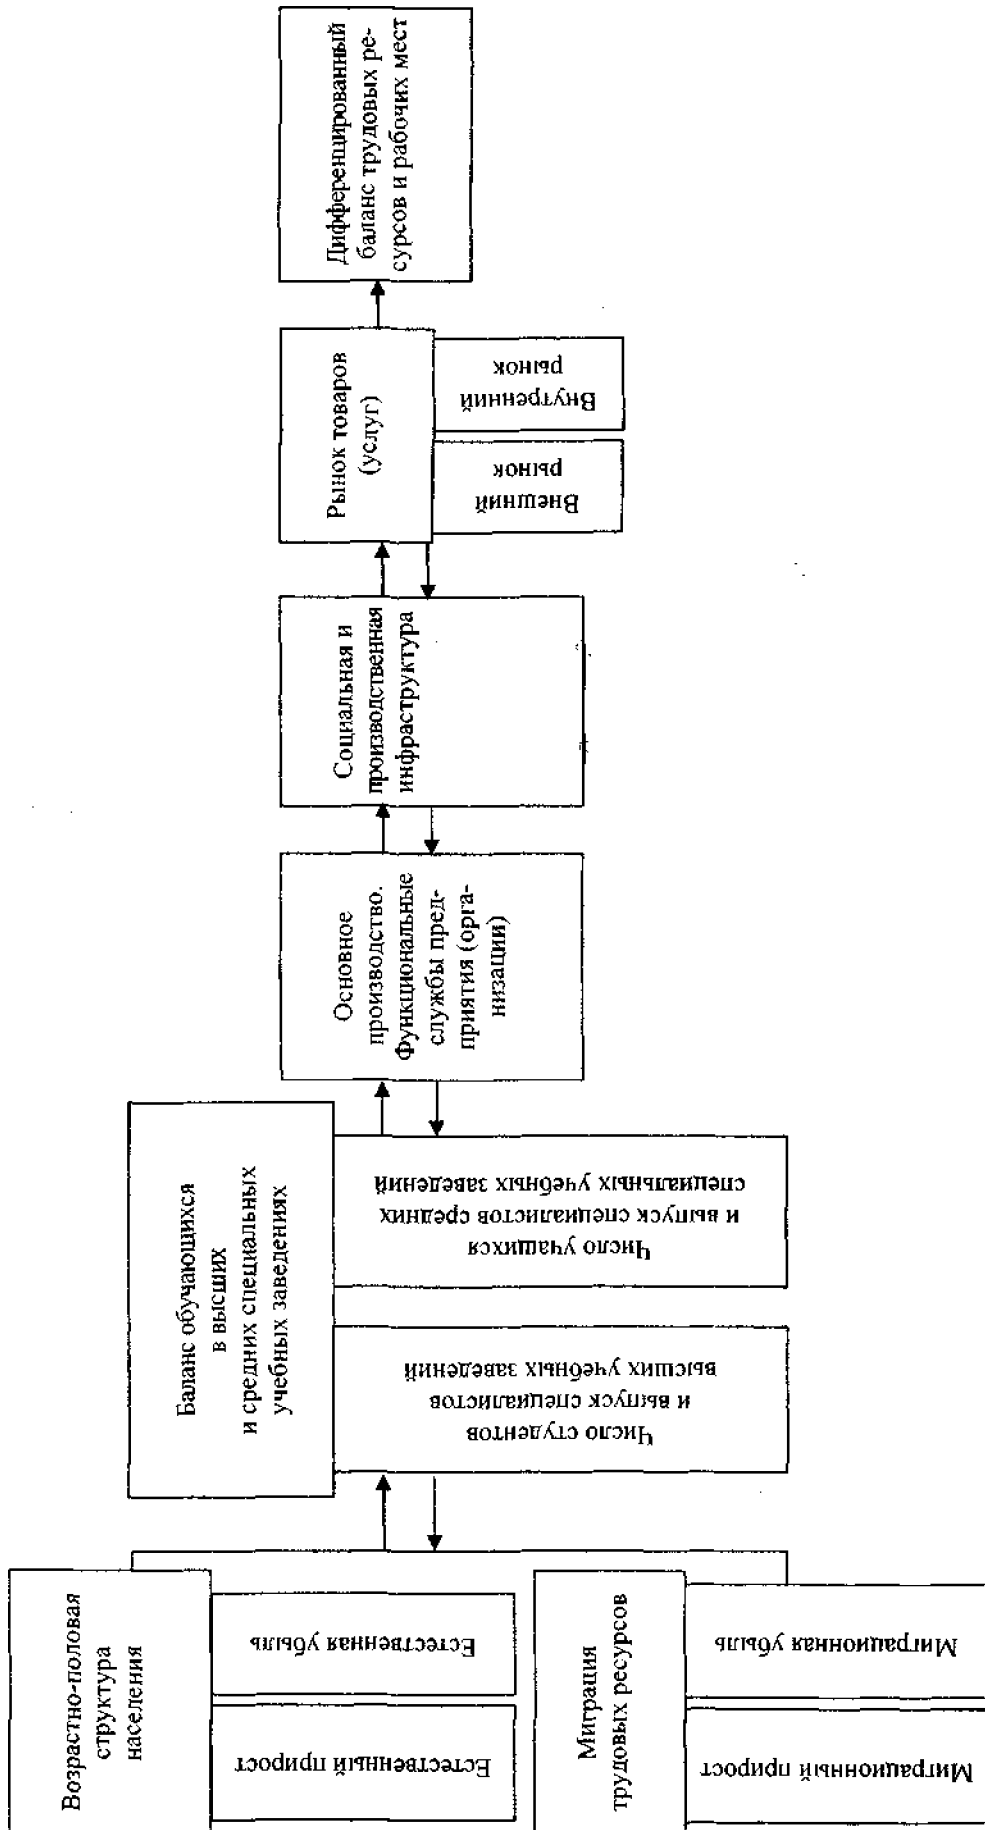 Возрастно-половая
структура
населения
Естественный прирост
Естественная убыль
Миграция
трудовых ресурсов
Миграционный прирост
Миграционная убыль
Баланс обучающихся
в высших
и средних специальных
учебных заведениях
Число студентов
и выпуск специалистов
высших учебных заведений
Число учащихся
и выпуск специалистов средних
специальных учебных заведений
Основное
производство.
Функциональные
службы пред-
приятия (орга-
низации)
Социальная и
производственная
инфраструктура
Рынок товаров
(услуг)
Внешний
рынок
Внутренний
рынок
Дифференцированный
баланс трудовых ре-
сурсов и рабочих мест